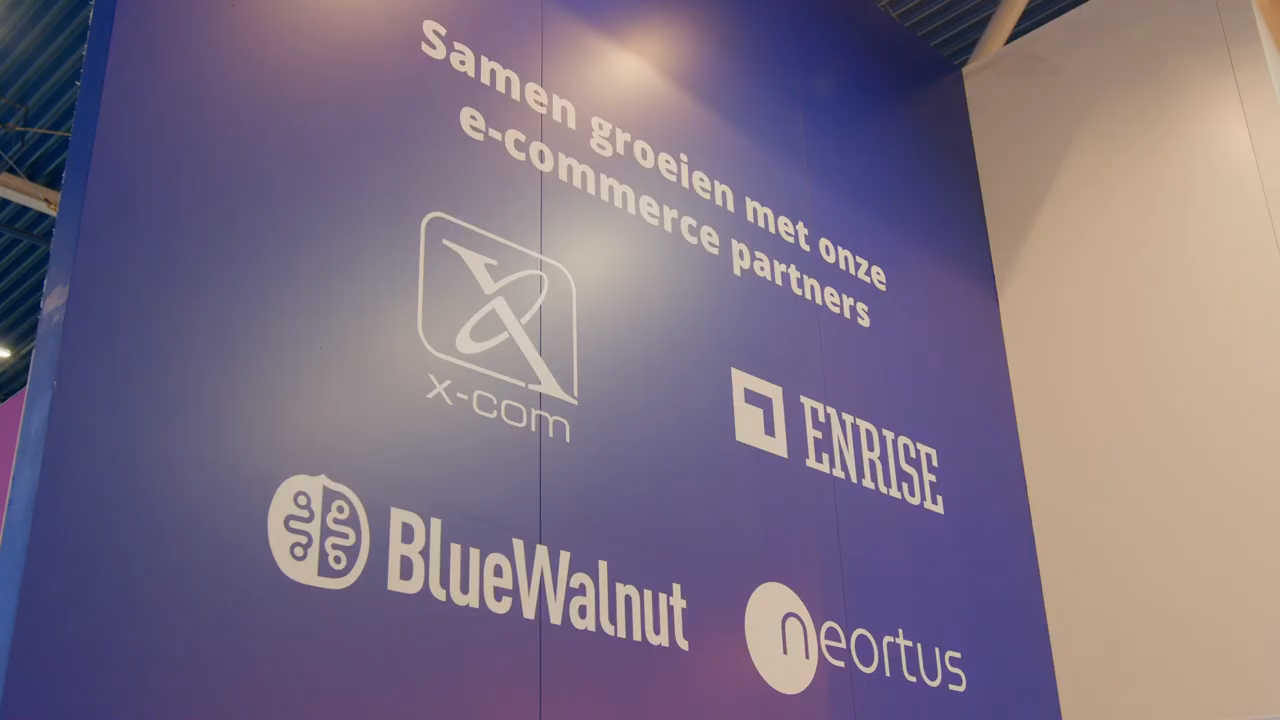 Samen groeien met onze
e-commerce partners
x-com
ENRISE
BlueWalnut
neortus